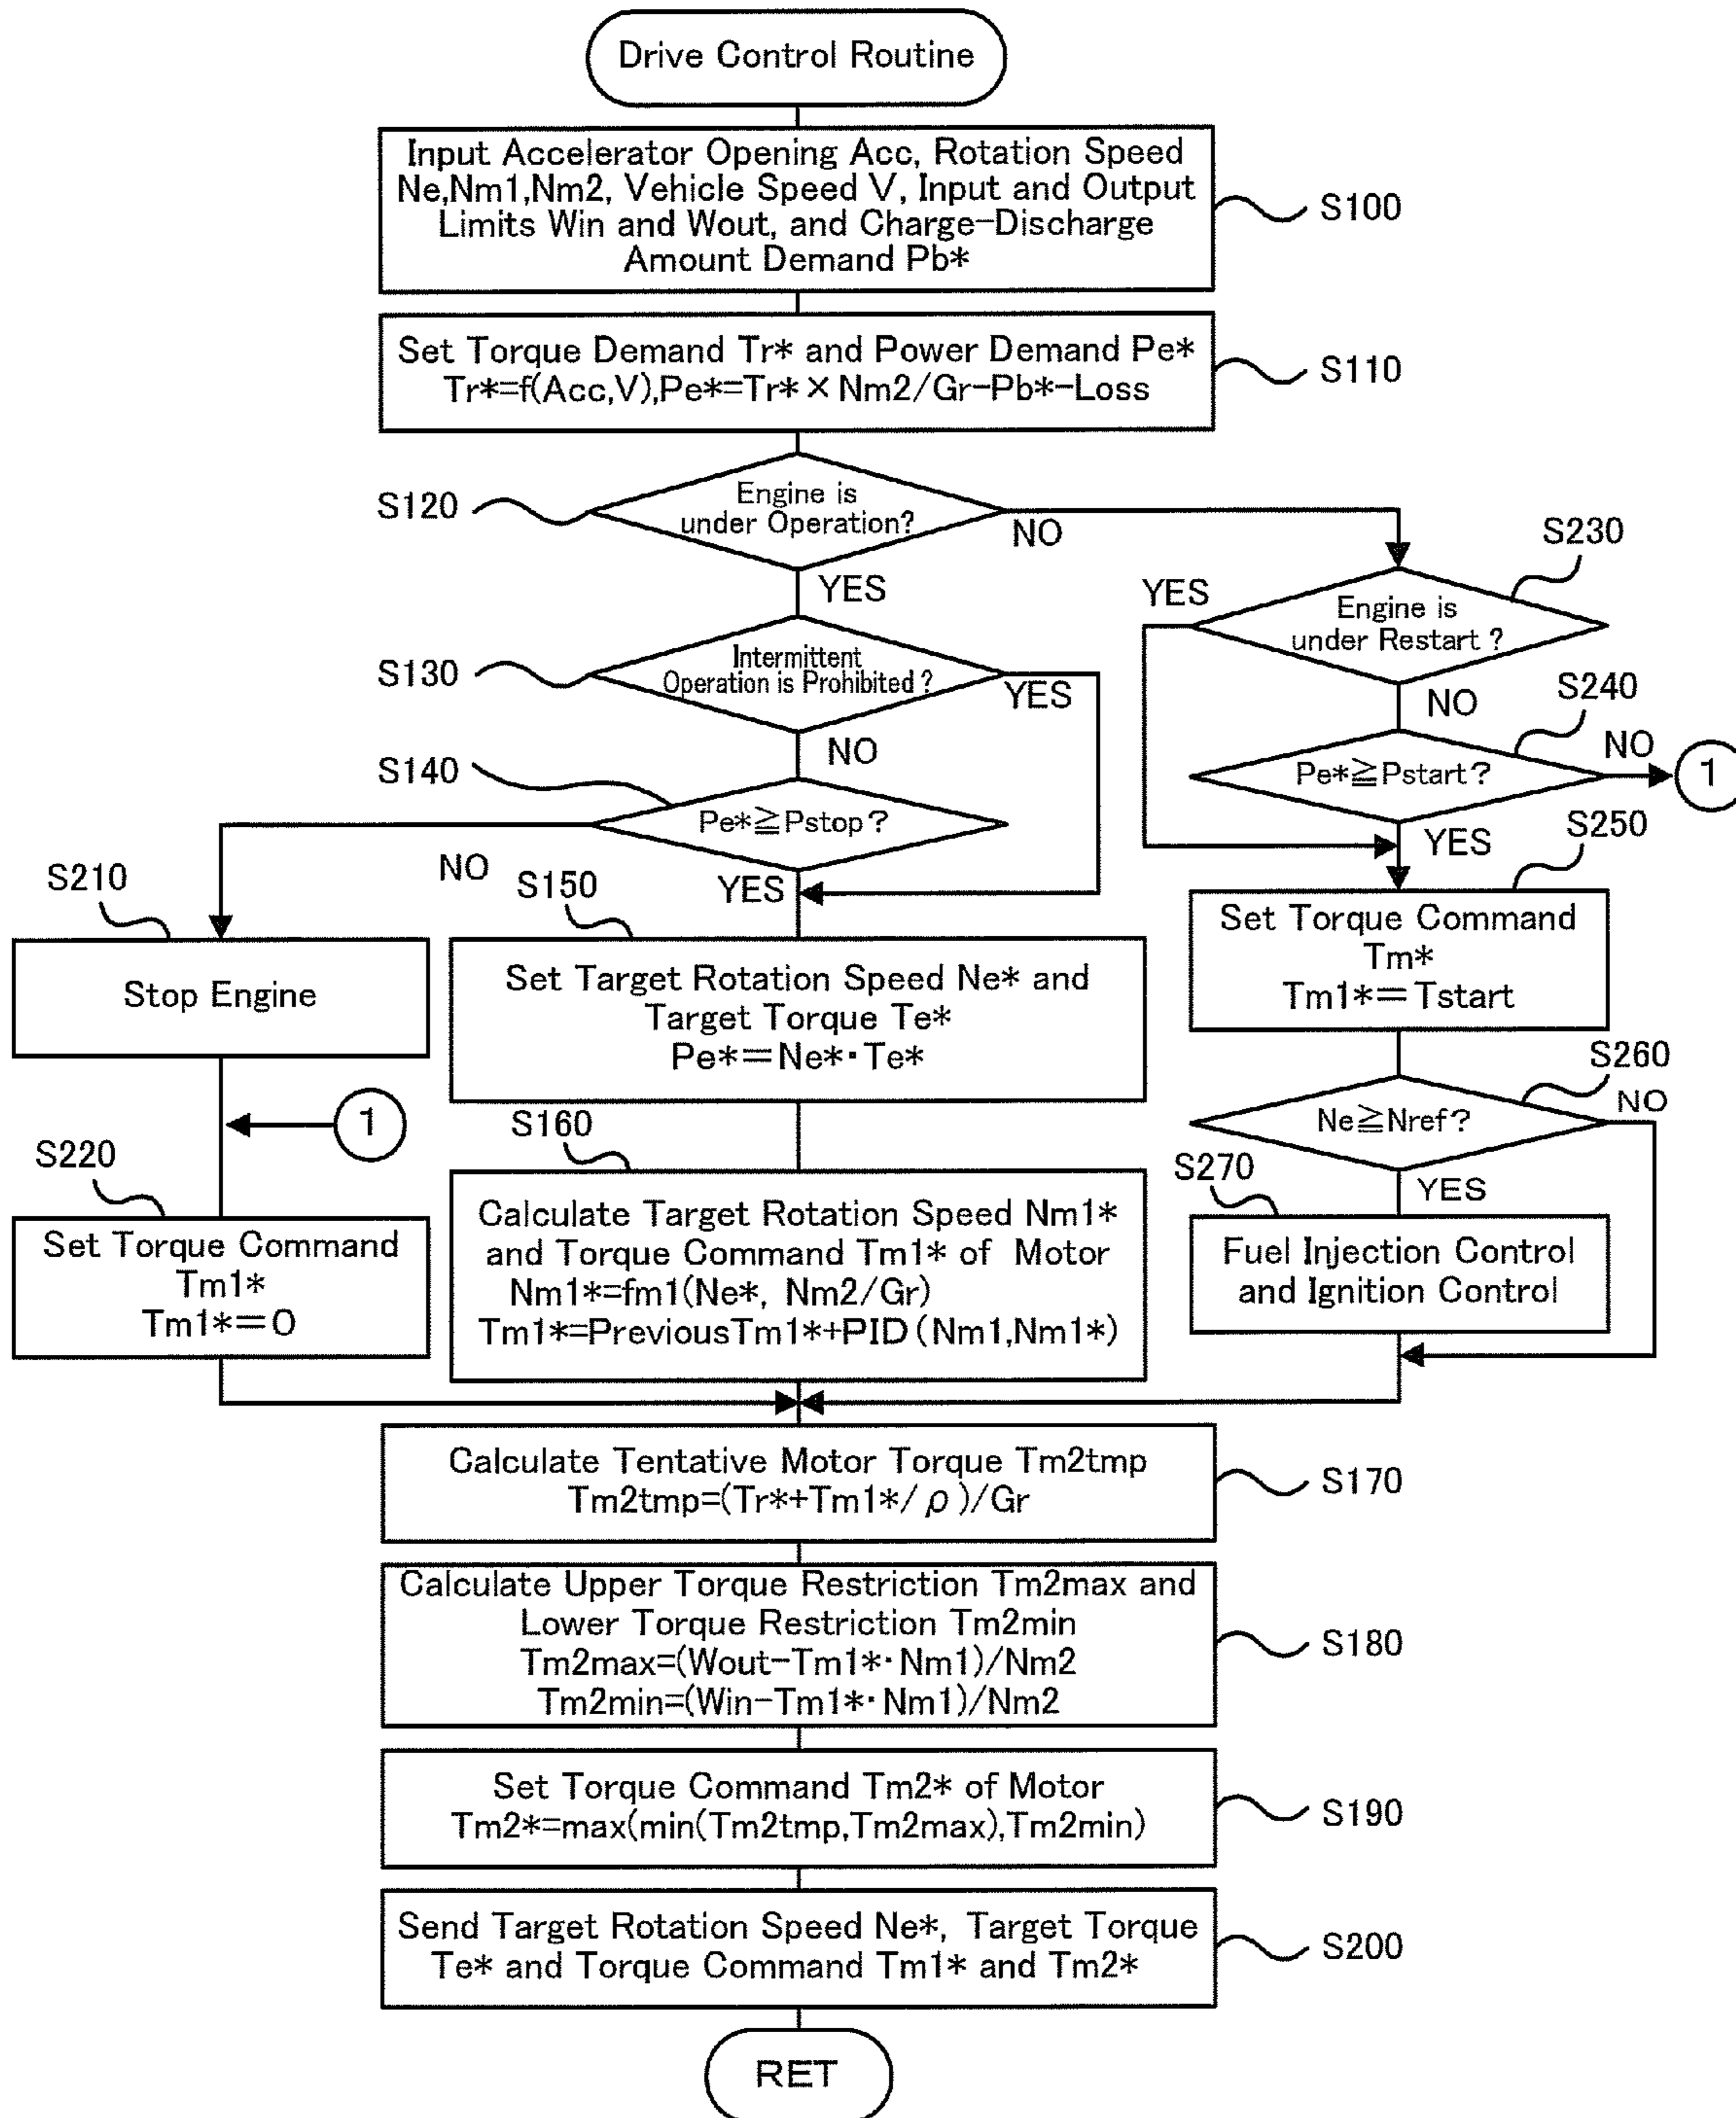 Drive Control Routine
Input Accelerator Opening Acc, Rotation Speed
Ne,Nm1,Nm2, Vehicle Speed V, Input and Output
Limits Win and Wout, and Charge-Discharge
Amount Demand Pb*
S100
Set Torque Demand Tr* and Power Demand Pe*
Tr*=f(Acc,V),Pe*=Tr*×Nm2/Gr-Pb*-Loss
S110
S120
Engine is
under Operation?
NO
YES
S230
YES
Engine is
under Restart?
NO
S130
Intermittent
Operation is Prohibited?
YES
NO
S240
Pe*≧Pstart?
NO
1
YES
S140
Pe*≧Pstop?
NO
YES
S210
Stop Engine
1
S150
Set Target Rotation Speed Ne* and
Target Torque Te*
Pe*=Ne*·Te*
S250
Set Torque Command
Tm*
Tm1*=Tstart
S260
Ne≧Nref?
NO
YES
S220
Set Torque Command
Tm1*
Tm1*=0
S160
Calculate Target Rotation Speed Nm1*
and Torque Command Tm1* of Motor
Nm1*=fm1(Ne*, Nm2/Gr)
Tm1*=PreviousTm1*+PID(Nm1,Nm1*)
S270
Fuel Injection Control
and Ignition Control
Calculate Tentative Motor Torque Tm2tmp
Tm2tmp=(Tr*+Tm1*/ρ)/Gr
S170
Calculate Upper Torque Restriction Tm2max and
Lower Torque Restriction Tm2min
Tm2max=(Wout-Tm1*·Nm1)/Nm2
Tm2min=(Win-Tm1*·Nm1)/Nm2
S180
Set Torque Command Tm2* of Motor
Tm2*=max(min(Tm2tmp,Tm2max),Tm2min)
S190
Send Target Rotation Speed Ne*, Target Torque
Te* and Torque Command Tm1* and Tm2*
S200
RET